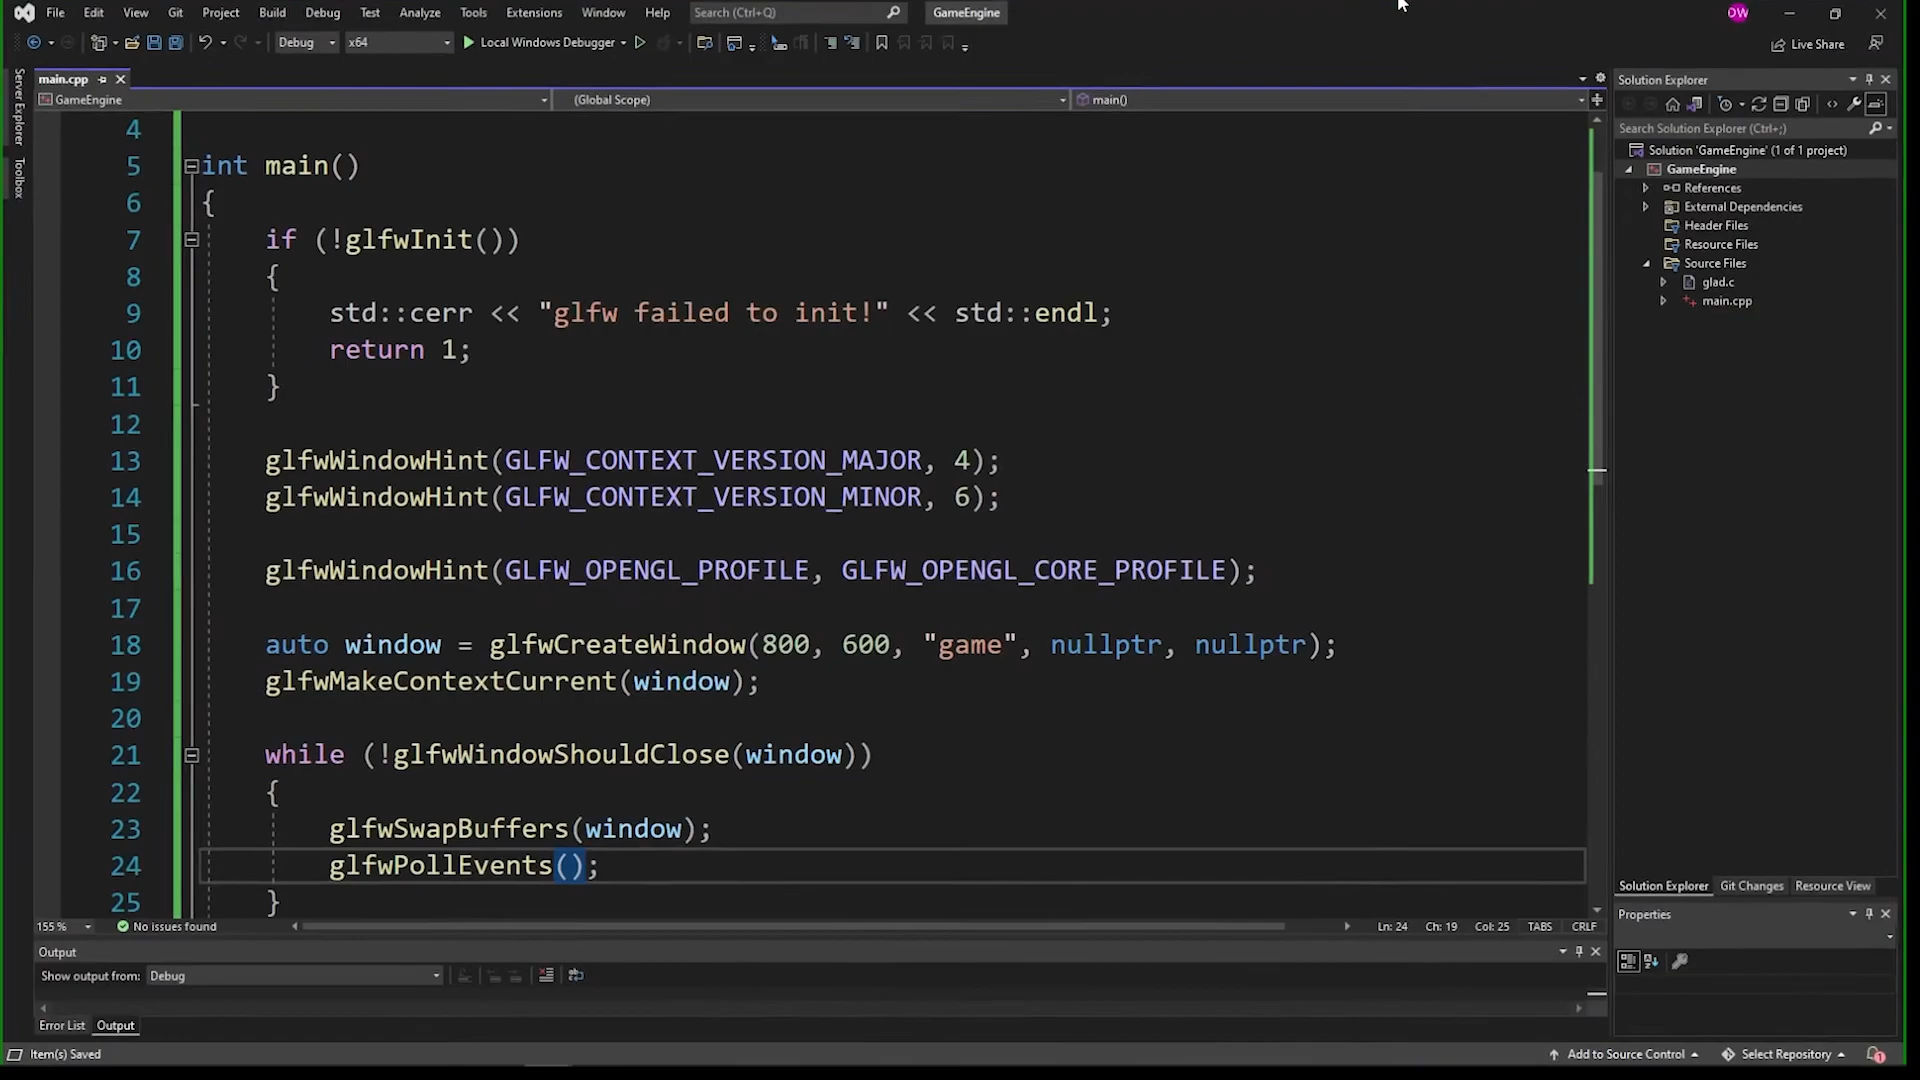 File Edit View Git Project Build Debug Test Analyze Tools Extensions Window Help Search (Ctrl+Q) GameEngine OW
Debug x64 Local Windows Debugger Live Share
main.cpp
GameEngine (Global Scope) main()
Server Explorer
Toolbox
4
5 int main()
6 {
7 if (!glfwInit())
8 {
9 std::cerr << "glfw failed to init!" << std::endl;
10 return 1;
11 }
12
13 glfwWindowHint(GLFW_CONTEXT_VERSION_MAJOR, 4);
14 glfwWindowHint(GLFW_CONTEXT_VERSION_MINOR, 6);
15
16 glfwWindowHint(GLFW_OPENGL_PROFILE, GLFW_OPENGL_CORE_PROFILE);
17
18 auto window = glfwCreateWindow(800, 600, "game", nullptr, nullptr);
19 glfwMakeContextCurrent(window);
20
21 while (!glfwWindowShouldClose(window))
22 {
23 glfwSwapBuffers(window);
24 glfwPollEvents();
25 }
155 % No issues found Ln: 24 Ch: 19 Col: 25 TABS CRLF
Output
Show output from: Debug
Error List Output
Solution Explorer
Search Solution Explorer (Ctrl+;)
Solution 'GameEngine' (1 of 1 project)
GameEngine
References
External Dependencies
Header Files
Resource Files
Source Files
glad.c
main.cpp
Solution Explorer Git Changes Resource View
Properties
Item(s) Saved Add to Source Control Select Repository 1